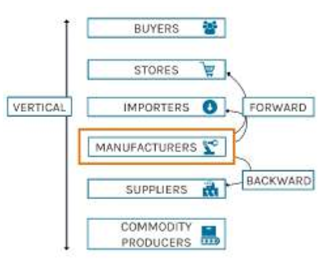 BUYERS
STORES
VERTICAL
IMPORTERS
FORWARD
MANUFACTURERS
BACKWARD
SUPPLIERS
COMMODITY
PRODUCERS